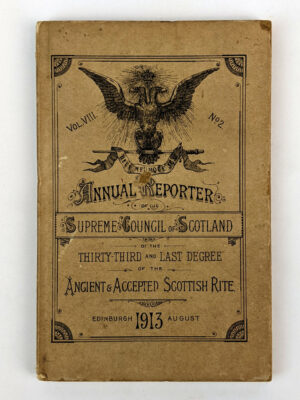 VOL. VIII.
No 2.
ANNUAL REPORTER
OF THE
SUPREME COUNCIL OF SCOTLAND
OF THE
THIRTY-THIRD AND LAST DEGREE
OF THE
ANCIENT & ACCEPTED SCOTTISH RITE.
EDINBURGH 1913 AUGUST